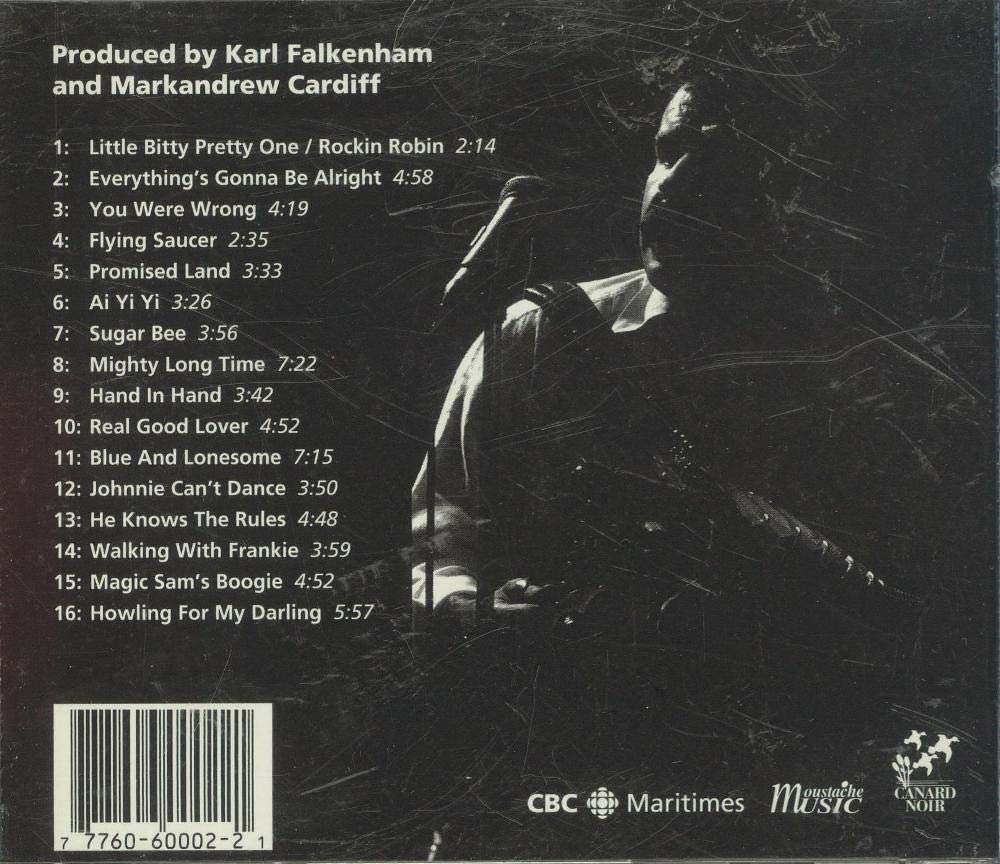 Produced by Karl Falkenham
and Markandrew Cardiff
1: Little Bitty Pretty One / Rockin Robin 2:14
2: Everything's Gonna Be Alright 4:58
3: You Were Wrong 4:19
4: Flying Saucer 2:35
5: Promised Land 3:33
6: Ai Yi Yi 3:26
7: Sugar Bee 3:56
8: Mighty Long Time 7:22
9: Hand In Hand 3:42
10: Real Good Lover 4:52
11: Blue And Lonesome 7:15
12: Johnnie Can't Dance 3:50
13: He Knows The Rules 4:48
14: Walking With Frankie 3:59
15: Magic Sam's Boogie 4:52
16: Howling For My Darling 5:57
7 7760-60002-2 1
CBC Maritimes
Moustache
Music
CANARD
NOIR